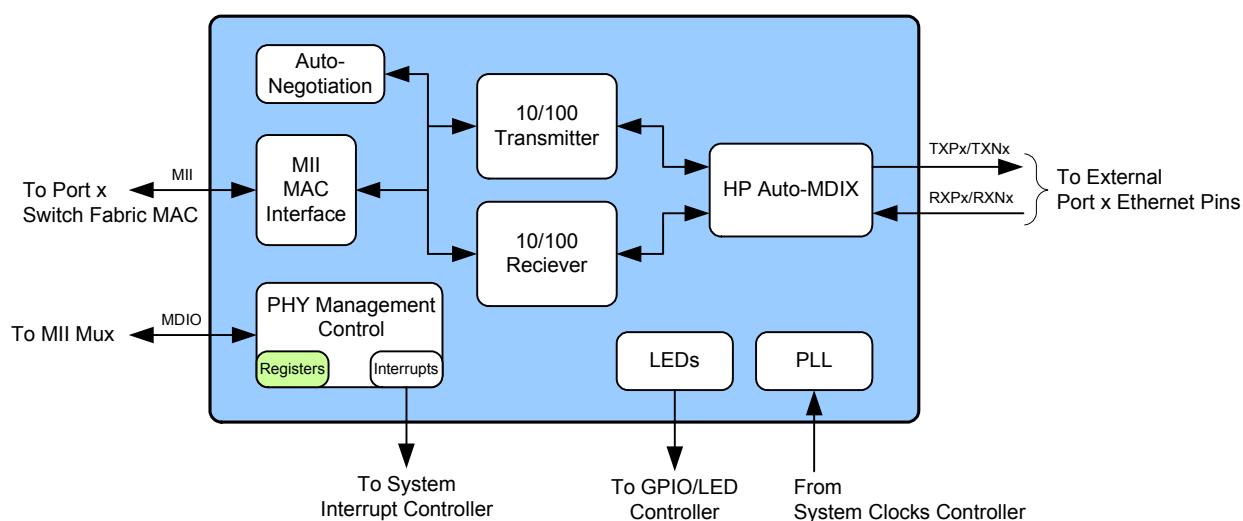 Auto-
Negotiation
10/100
Transmitter
MII
MAC
Interface
HP Auto-MDIX
TXPx/TXNx
RXPx/RXNx
To External
Port x Ethernet Pins
MII
To Port x
Switch Fabric MAC
10/100
Reciever
PHY Management
Control
Registers
Interrupts
MDIO
To MII Mux
LEDs
PLL
To System
Interrupt Controller
To GPIO/LED
Controller
From
System Clocks Controller